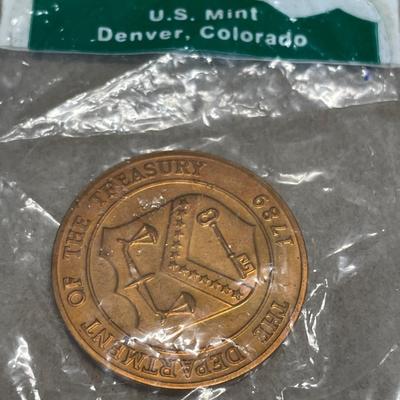 U.S. Mint
Denver, Colorado
THE DEPARTMENT OF THE TREASURY
1789